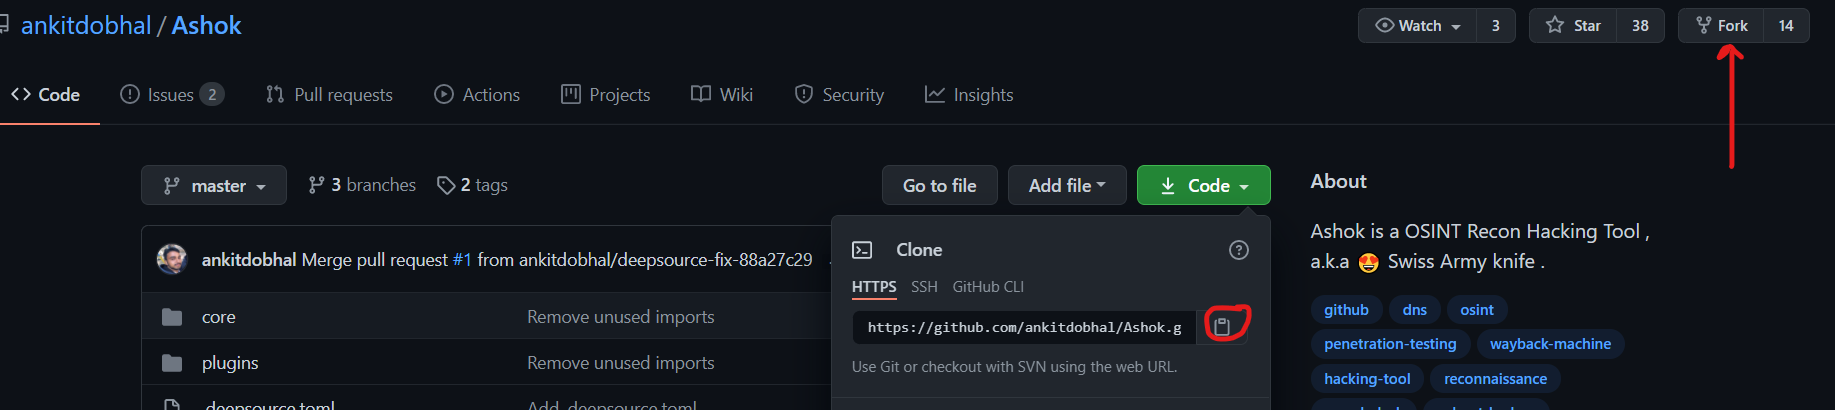 ankitdobhal / Ashok
Watch 3 Star 38 Fork 14
Code Issues 2 Pull requests Actions Projects Wiki Security Insights
master 3 branches 2 tags Go to file Add file Code
ankitdobhal Merge pull request #1 from ankitdobhal/deepsource-fix-88a27c29
core Remove unused imports
plugins Remove unused imports
.deepsource.toml Add .deepsource.toml
Clone
HTTPS SSH GitHub CLI
https://github.com/ankitdobhal/Ashok.g
Use Git or checkout with SVN using the web URL.
About
Ashok is a OSINT Recon Hacking Tool ,
a.k.a 😍 Swiss Army knife .
github dns osint
penetration-testing wayback-machine
hacking-tool reconnaissance